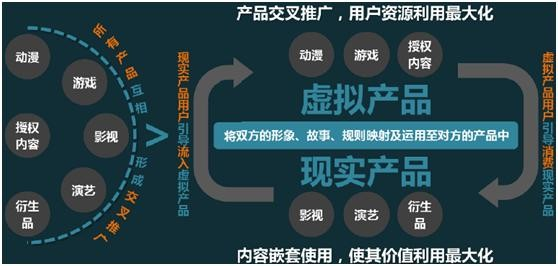 产品交叉推广，用户资源利用最大化
动漫
游戏
授权
内容
影视
演艺
衍生
品
所有产品互相形成交叉推广
>
现实产品用户引导流入虚拟产品
动漫
游戏
授权
内容
虚拟产品
将双方的形象、故事、规则映射及运用至对方的产品中
现实产品
影视
演艺
衍生
品
虚拟产品用户引导消费现实产品
内容嵌套使用，使其价值利用最大化